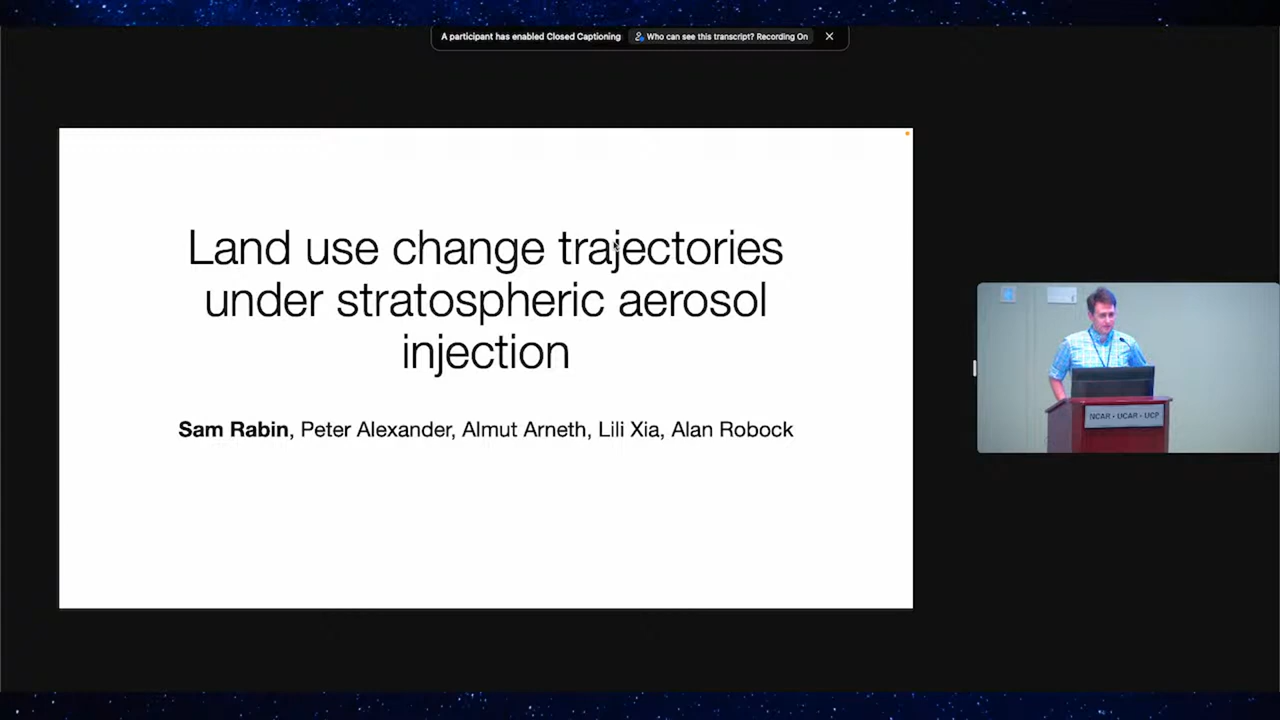 A participant has enabled Closed Captioning Who can see this transcript? Recording On
Land use change trajectories
under stratospheric aerosol
injection
Sam Rabin, Peter Alexander, Almut Arneth, Lili Xia, Alan Robock
NCAR • UCAR • UCP